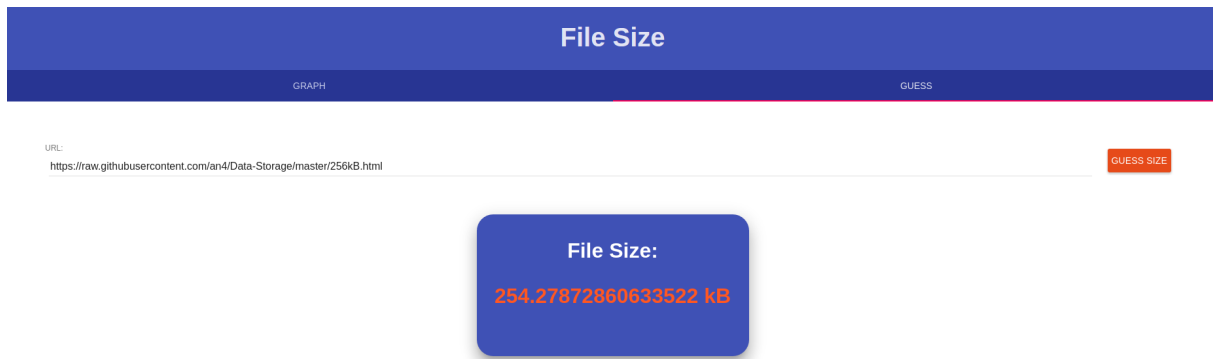 File Size
GRAPH
GUESS
URL:
https://raw.githubusercontent.com/an4/Data-Storage/master/256kB.html
GUESS SIZE
File Size:
254.27872860633522 kB